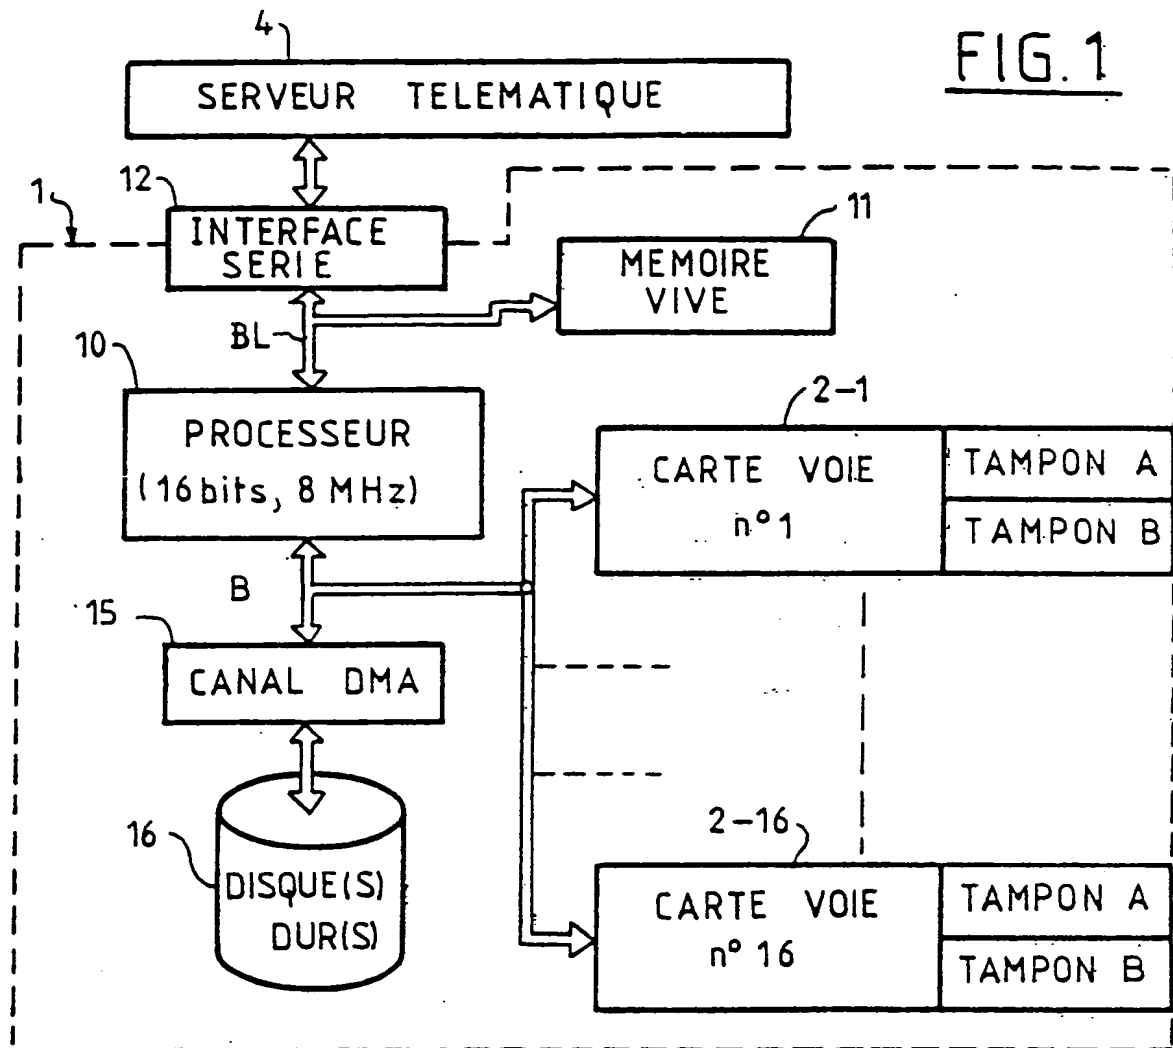 FIG. 1
4
SERVEUR TELEMATIQUE
1
12
INTERFACE
SERIE
11
MEMOIRE
VIVE
BL
10
PROCESSEUR
(16 bits, 8 MHz)
2-1
CARTE VOIE
n° 1
TAMPON A
TAMPON B
B
15
CANAL DMA
16
DISQUE(S)
DUR(S)
2-16
CARTE VOIE
n° 16
TAMPON A
TAMPON B